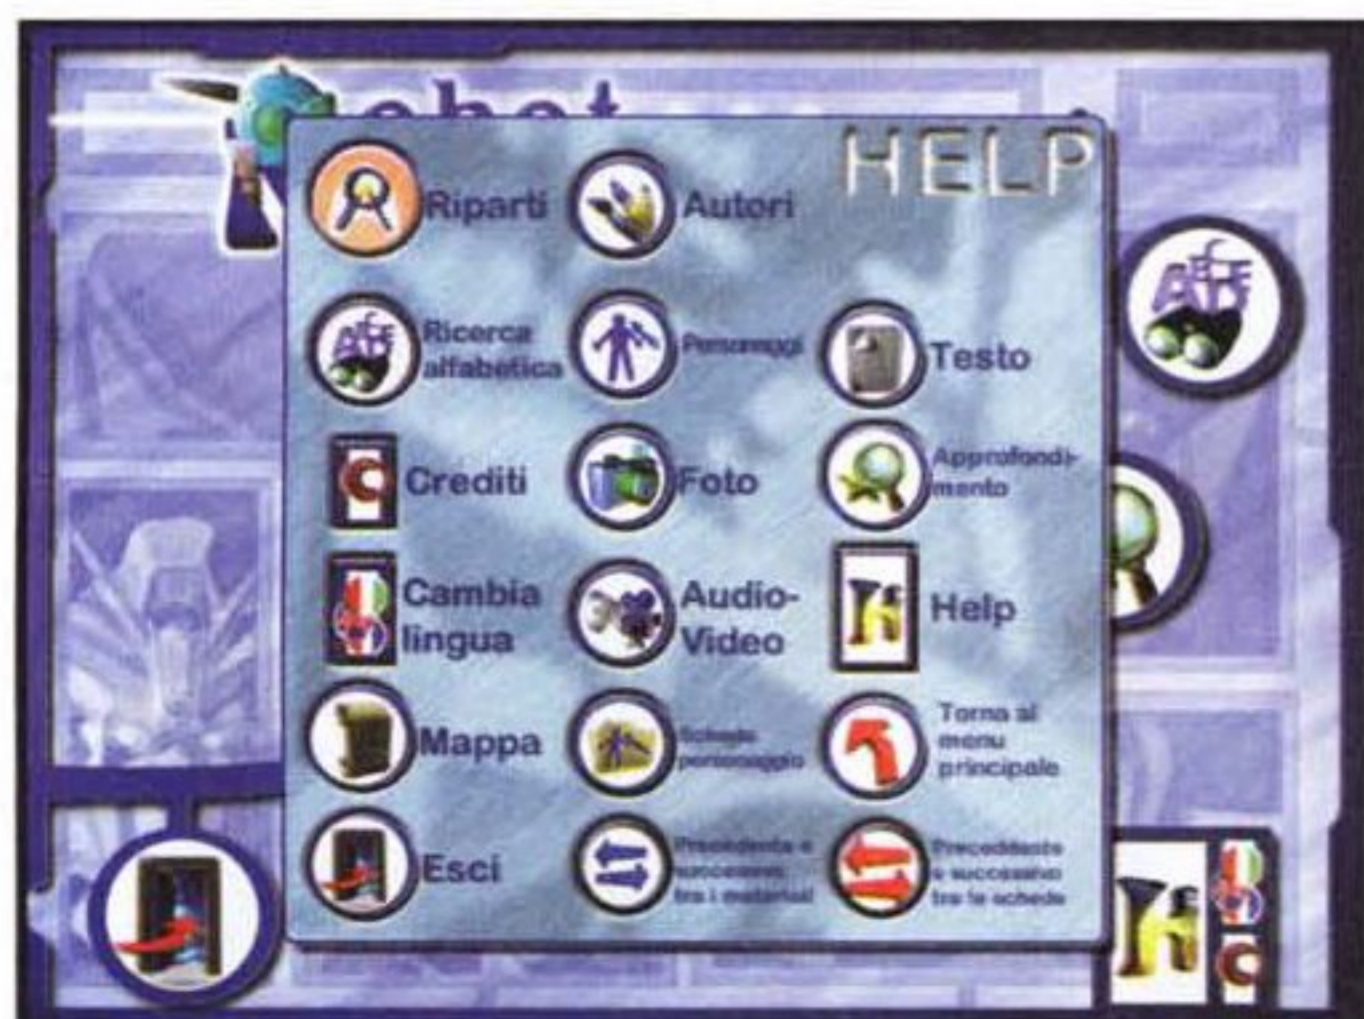 HELP
Riparti
Autori
Ricerca
alfabetica
Personaggi
Testo
Crediti
Foto
Approfondi-
mento
Cambia
lingua
Audio-
Video
Help
Mappa
Scheda
personaggio
Torna al
menu
principale
Esci
Precedente e
successivo
tra i materiali
Precedente
e successivo
tra le schede